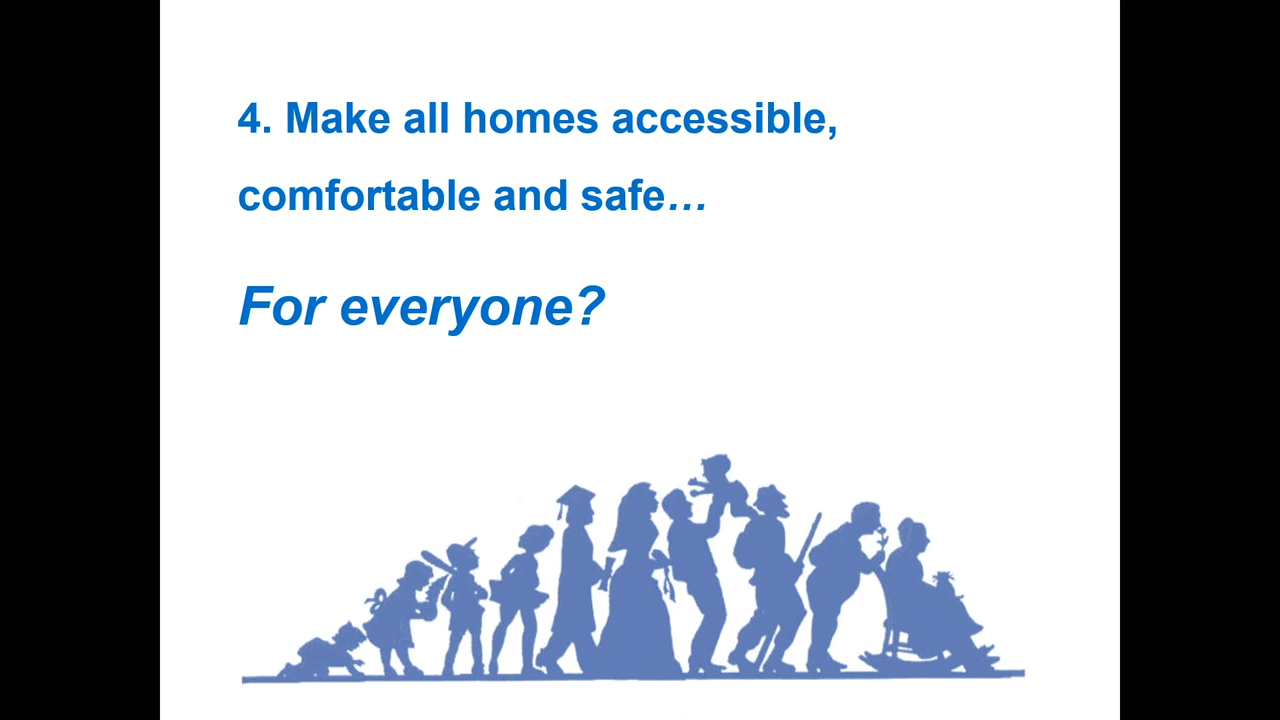 4. Make all homes accessible,
comfortable and safe…
For everyone?